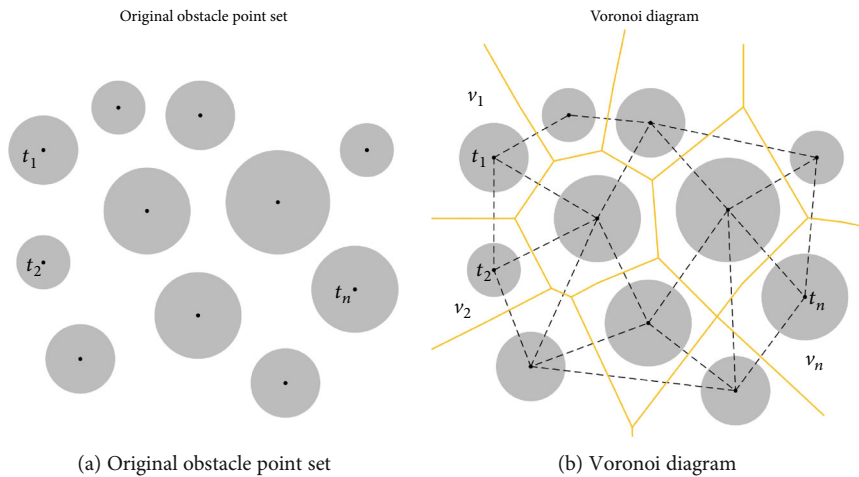 Original obstacle point set
Voronoi diagram
t₁
t₂
tₙ
v₁
t₁
t₂
v₂
tₙ
vₙ
(a) Original obstacle point set
(b) Voronoi diagram